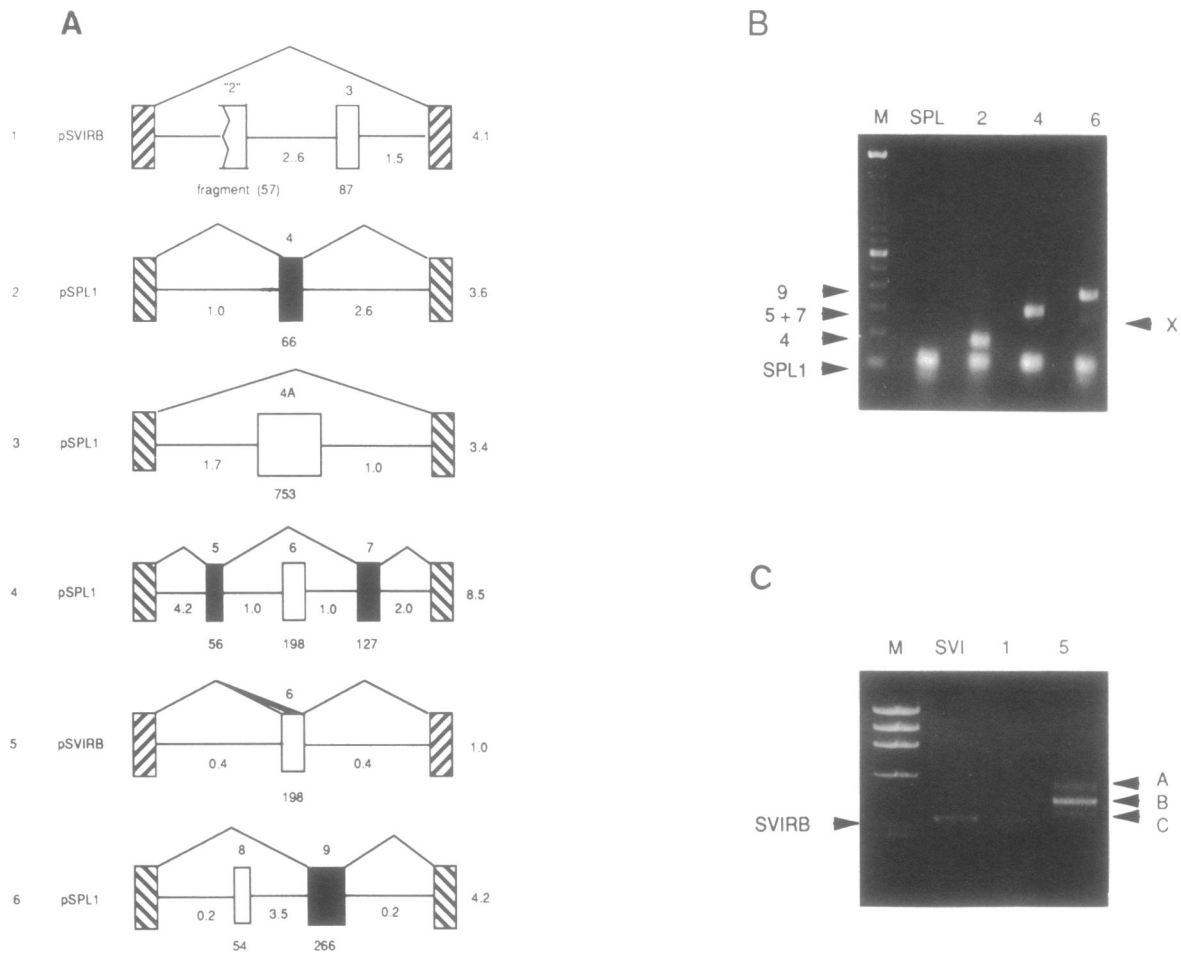 A
"2" 3
1 pSVIRB 4.1
2..6 1.5
fragment (57) 87
4
2 pSPL1 3.6
1.0 2.6
66
4A
3 pSPL1 3.4
1.7 1.0
753
5 6 7
4 pSPL1 8.5
4.2 1.0 1.0 2.0
56 198 127
6
5 pSVIRB 1.0
0.4 0.4
198
8 9
6 pSPL1 4.2
0.2 3.5 0.2
54 266
B
M SPL 2 4 6
9
5 + 7
X
4
SPL1
C
M SVI 1 5
A
B
SVIRB C